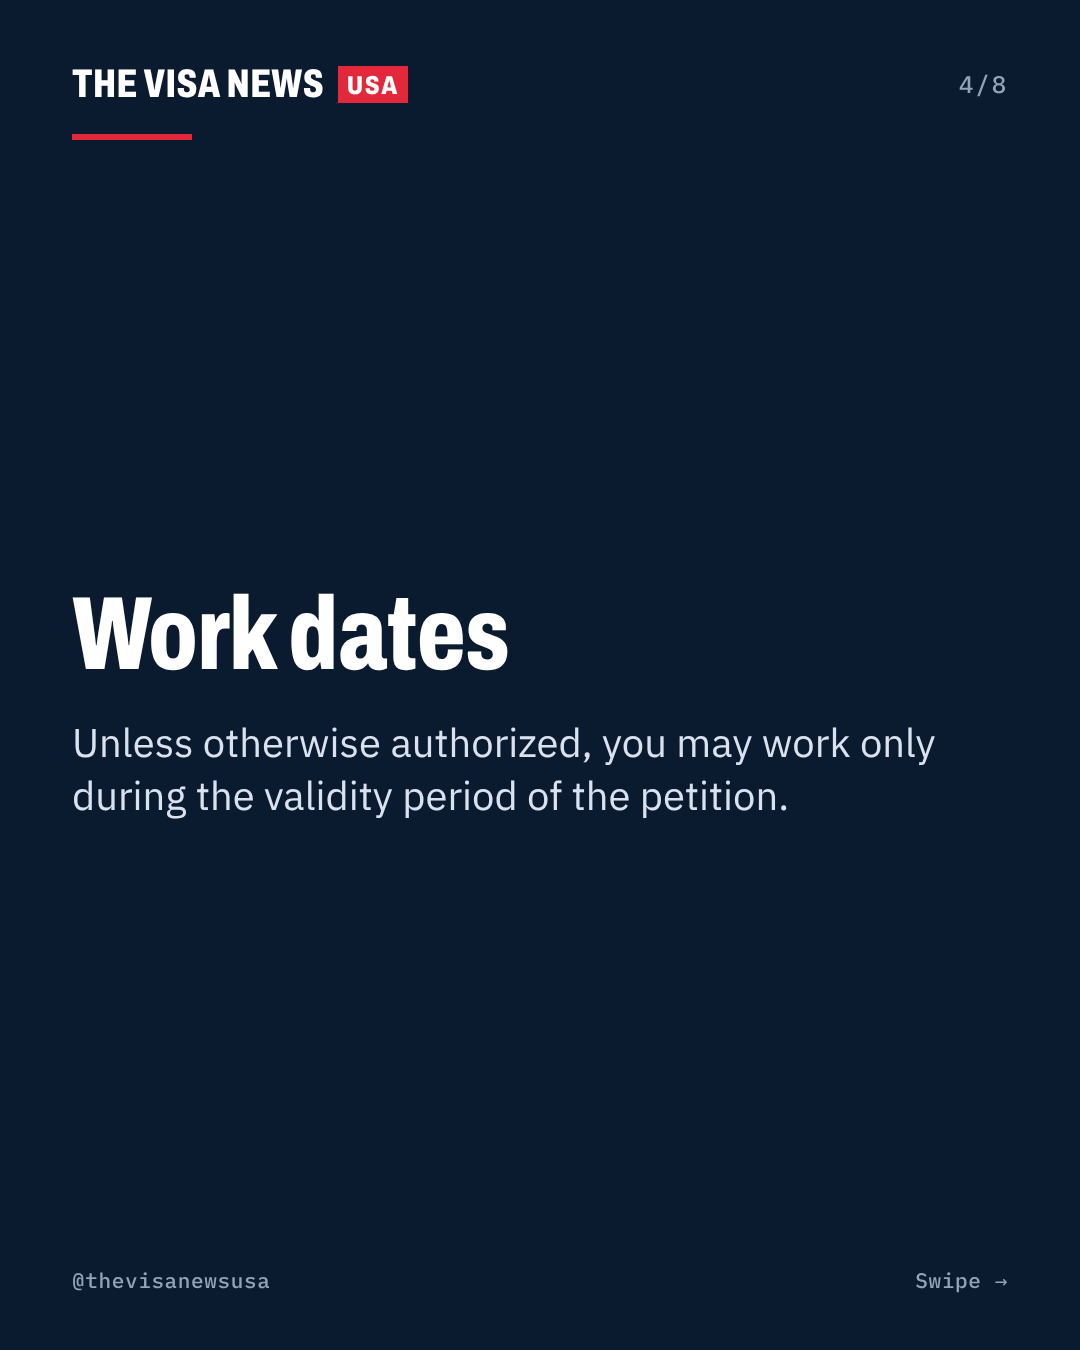 THE VISA NEWS USA
4/8
Work dates
Unless otherwise authorized, you may work only
during the validity period of the petition.
@thevisanewsusa
Swipe →